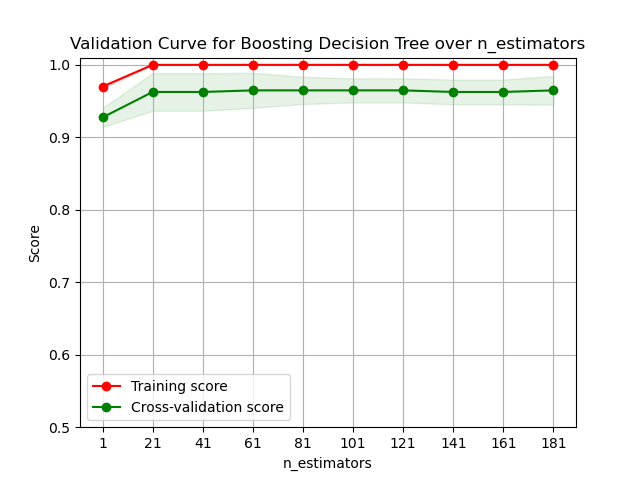 Validation Curve for Boosting Decision Tree over n_estimators
1.0
0.9
0.8
0.7
0.6
0.5
Score
Training score
Cross-validation score
1 21 41 61 81 101 121 141 161 181
n_estimators